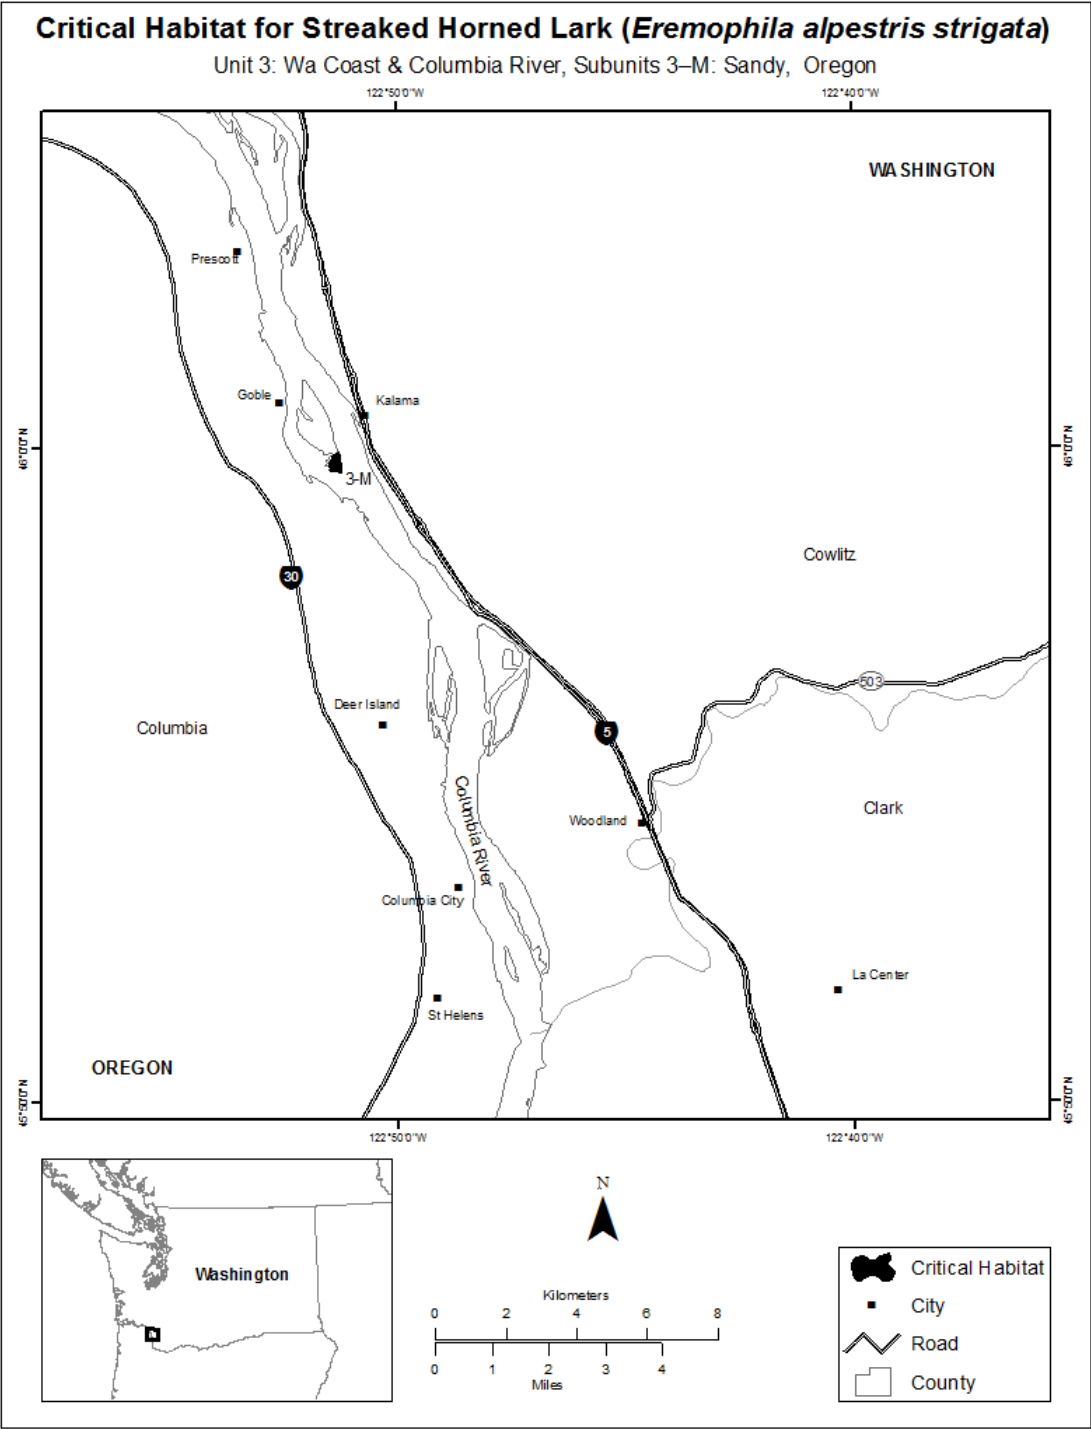 Critical Habitat for Streaked Horned Lark (Eremophila alpestris strigata)
Unit 3: Wa Coast & Columbia River, Subunits 3–M: Sandy, Oregon
122°50'0"W
122°40'0"W
WASHINGTON
Prescott
Goble
Kalama
46°0'0"N
46°0'0"N
3-M
Cowlitz
30
503
Deer Island
Columbia
5
Columbia River
Clark
Woodland
Columbia City
La Center
St Helens
OREGON
45°50'0"N
45°50'0"N
122°50'0"W
122°40'0"W
N
Washington
Kilometers
0 2 4 6 8
0 1 2 3 4
Miles
Critical Habitat
City
Road
County